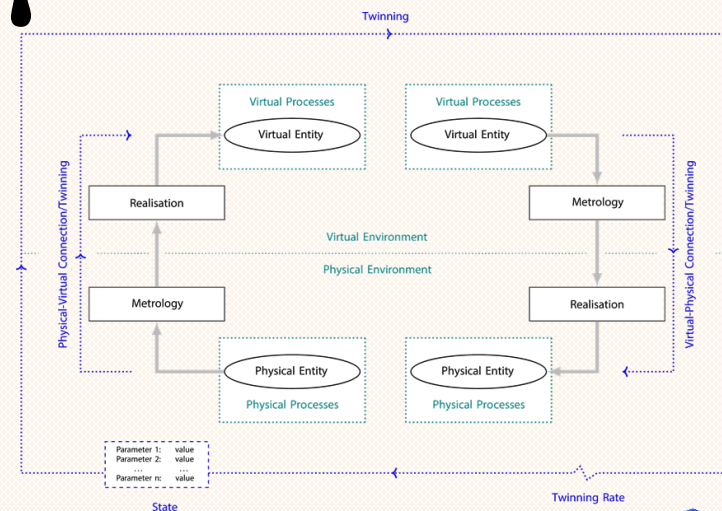 Twinning
Virtual Processes
Virtual Entity
Virtual Processes
Virtual Entity
Physical-Virtual Connection/Twinning
Realisation
Metrology
Virtual-Physical Connection/Twinning
Virtual Environment
Physical Environment
Metrology
Realisation
Physical Entity
Physical Processes
Physical Entity
Physical Processes
Parameter 1: value
Parameter 2: value
... ...
Parameter n: value
State
Twinning Rate